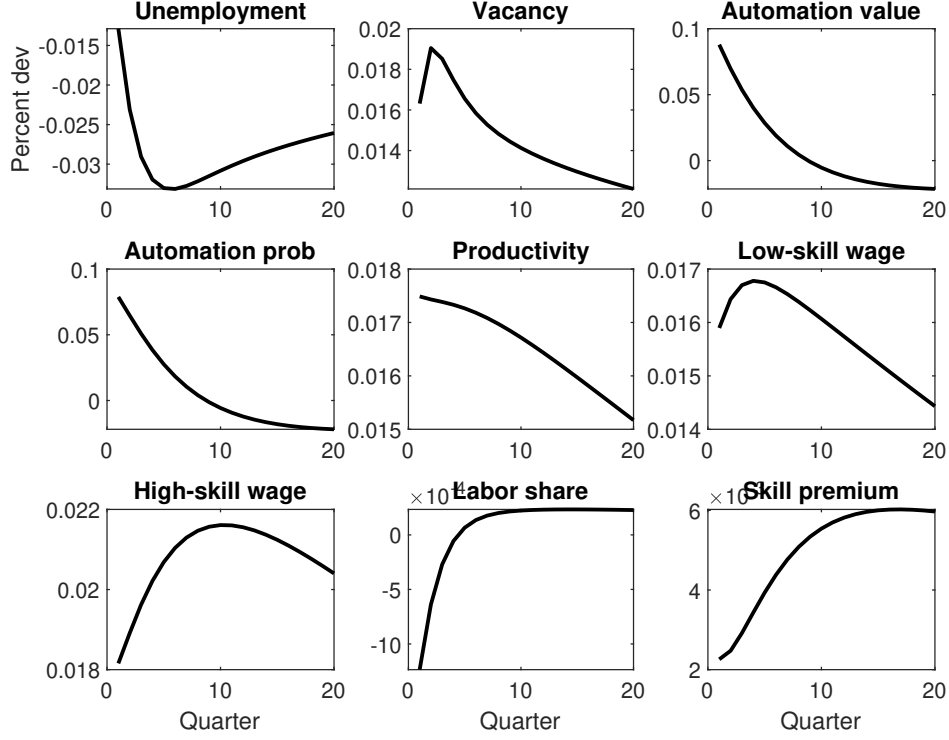 Unemployment
Vacancy
Automation value
Percent dev
-0.015
-0.02
-0.025
-0.03
0 10 20
0.02
0.018
0.016
0.014
0 10 20
0.1
0.05
0
0 10 20
Automation prob
Productivity
Low-skill wage
0.1
0.05
0
0 10 20
0.018
0.017
0.016
0.015
0 10 20
0.017
0.016
0.015
0.014
0 10 20
High-skill wage
Labor share
Skill premium
0.022
0.02
0.018
0 10 20
Quarter
×10-4
0
-5
-10
0 10 20
Quarter
×10-3
6
4
2
0 10 20
Quarter